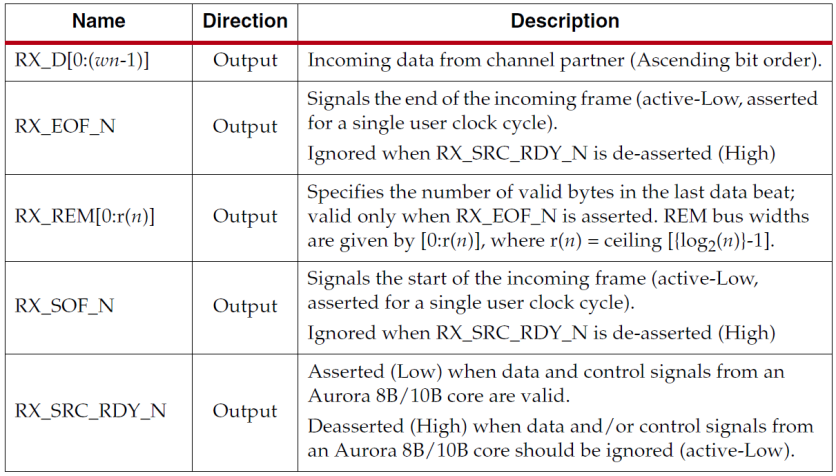 Name Direction Description
RX_D[0:(wn-1)] Output Incoming data from channel partner (Ascending bit order).
Signals the end of the incoming frame (active-Low, asserted
RX_EOF_N Output for a single user clock cycle).
Ignored when RX_SRC_RDY_N is de-asserted (High)
Specifies the number of valid bytes in the last data beat;
RX_REM[0:r(n)] Output valid only when RX_EOF_N is asserted. REM bus widths
are given by [0:r(n)], where r(n) = ceiling [{log2(n)}-1].
Signals the start of the incoming frame (active-Low,
RX_SOF_N Output asserted for a single user clock cycle).
Ignored when RX_SRC_RDY_N is de-asserted (High)
Asserted (Low) when data and control signals from an
RX_SRC_RDY_N Output Aurora 8B/10B core are valid.
Deasserted (High) when data and/or control signals from
an Aurora 8B/10B core should be ignored (active-Low).